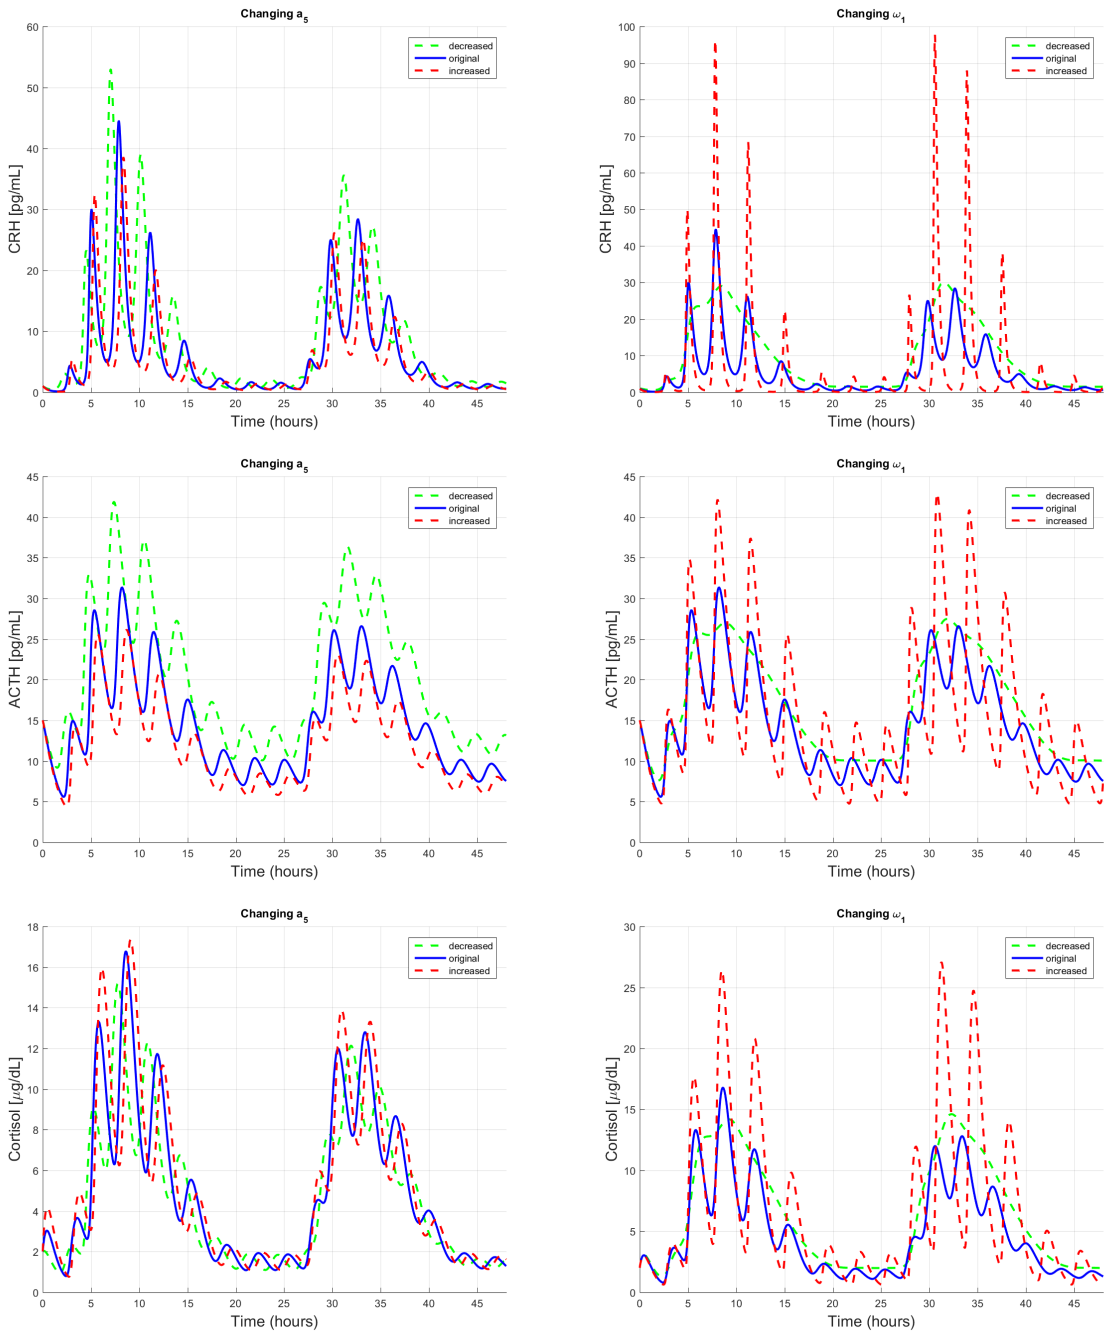 Changing a5
60
50
40
30
20
10
0
CRH [pg/mL]
decreased
original
increased
0 5 10 15 20 25 30 35 40 45
Time (hours)
Changing ω1
100
90
80
70
60
50
40
30
20
10
0
CRH [pg/mL]
decreased
original
increased
0 5 10 15 20 25 30 35 40 45
Time (hours)
Changing a5
45
40
35
30
25
20
15
10
5
0
ACTH [pg/mL]
decreased
original
increased
0 5 10 15 20 25 30 35 40 45
Time (hours)
Changing ω1
45
40
35
30
25
20
15
10
5
0
ACTH [pg/mL]
decreased
original
increased
0 5 10 15 20 25 30 35 40 45
Time (hours)
Changing a5
18
16
14
12
10
8
6
4
2
0
Cortisol [μg/dL]
decreased
original
increased
0 5 10 15 20 25 30 35 40 45
Time (hours)
Changing ω1
30
25
20
15
10
5
0
Cortisol [μg/dL]
decreased
original
increased
0 5 10 15 20 25 30 35 40 45
Time (hours)